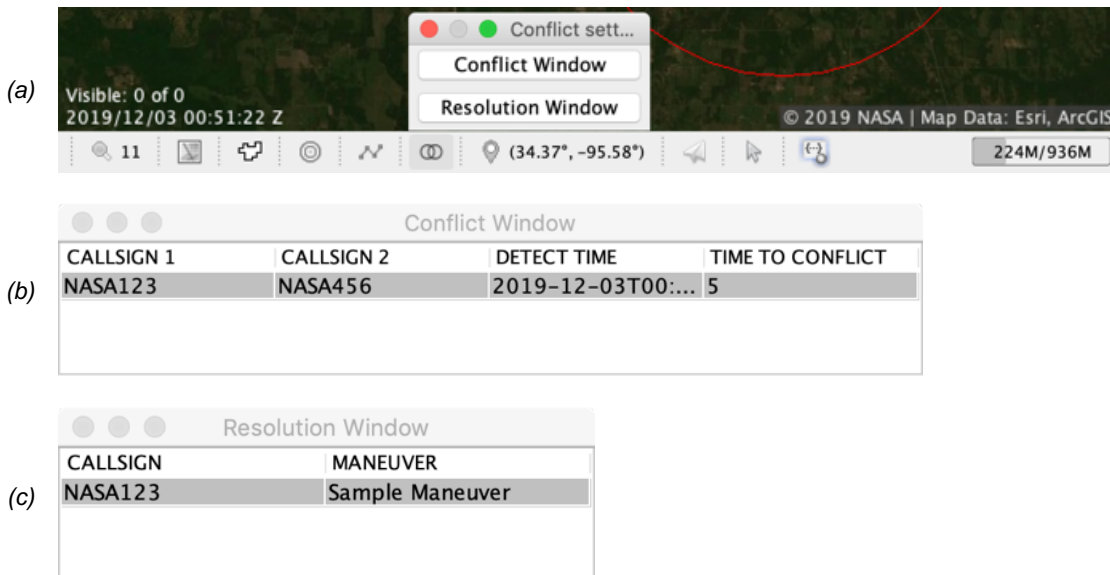 (a)
Conflict sett...
Conflict Window
Resolution Window
Visible: 0 of 0
2019/12/03 00:51:22 Z
© 2019 NASA | Map Data: Esri, ArcGIS
11 (34.37°, -95.58°) 224M/936M
(b)
Conflict Window
CALLSIGN 1 CALLSIGN 2 DETECT TIME TIME TO CONFLICT
NASA123 NASA456 2019-12-03T00:... 5
(c)
Resolution Window
CALLSIGN MANEUVER
NASA123 Sample Maneuver